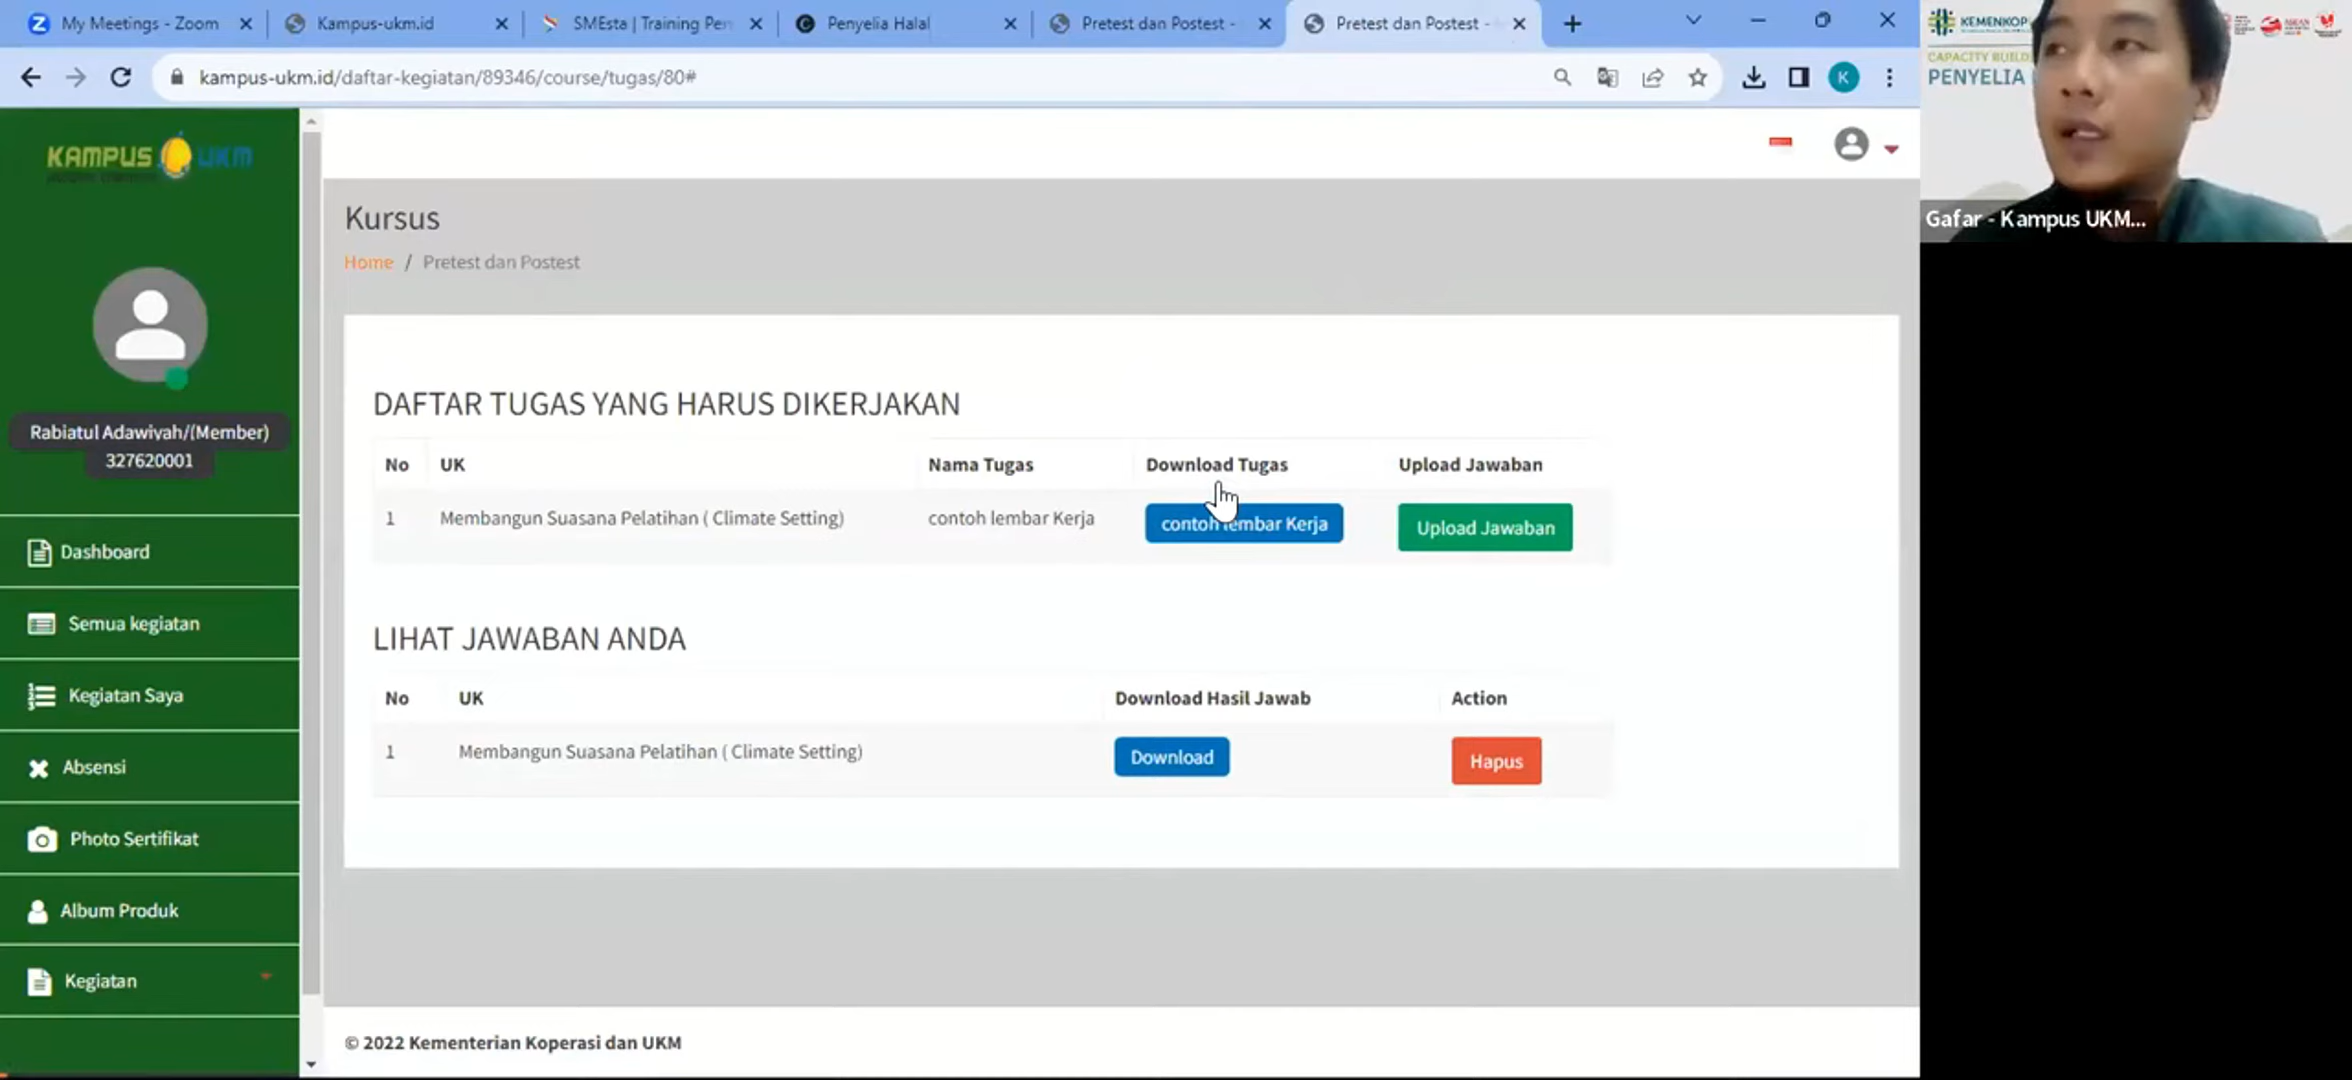 My Meetings - Zoom
Kampus-ukm.id
SMEsta | Training Pen
Penyelia Halal
Pretest dan Postest -
Pretest dan Postest -
kampus-ukm.id/daftar-kegiatan/89346/course/tugas/80#
K
KEMENKOP
CAPACITY BUILD
PENYELIA
Gafar - Kampus UKM...
KAMPUS UKM
Rabiatul Adawiyah/(Member)
327620001
Dashboard
Semua kegiatan
Kegiatan Saya
Absensi
Photo Sertifikat
Album Produk
Kegiatan
Kursus
Home / Pretest dan Postest
DAFTAR TUGAS YANG HARUS DIKERJAKAN
No UK Nama Tugas Download Tugas Upload Jawaban
1 Membangun Suasana Pelatihan ( Climate Setting) contoh lembar Kerja contoh lembar Kerja Upload Jawaban
LIHAT JAWABAN ANDA
No UK Download Hasil Jawab Action
1 Membangun Suasana Pelatihan ( Climate Setting) Download Hapus
© 2022 Kementerian Koperasi dan UKM